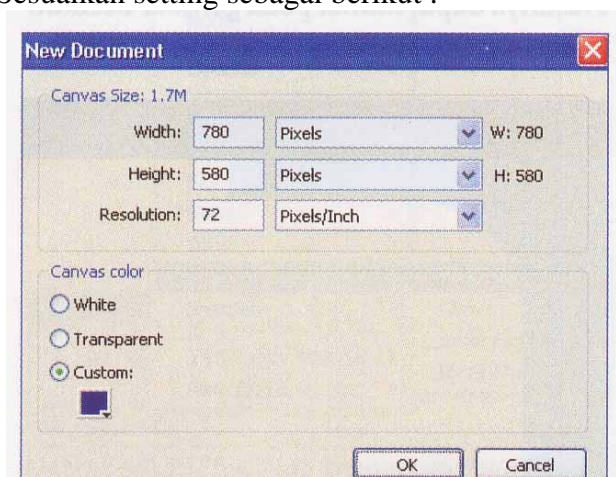 sesuaikan setting sebagai berikut :
New Document
Canvas Size: 1.7M
Width: 780 Pixels W: 780
Height: 580 Pixels H: 580
Resolution: 72 Pixels/Inch
Canvas color
White
Transparent
Custom:
OK Cancel